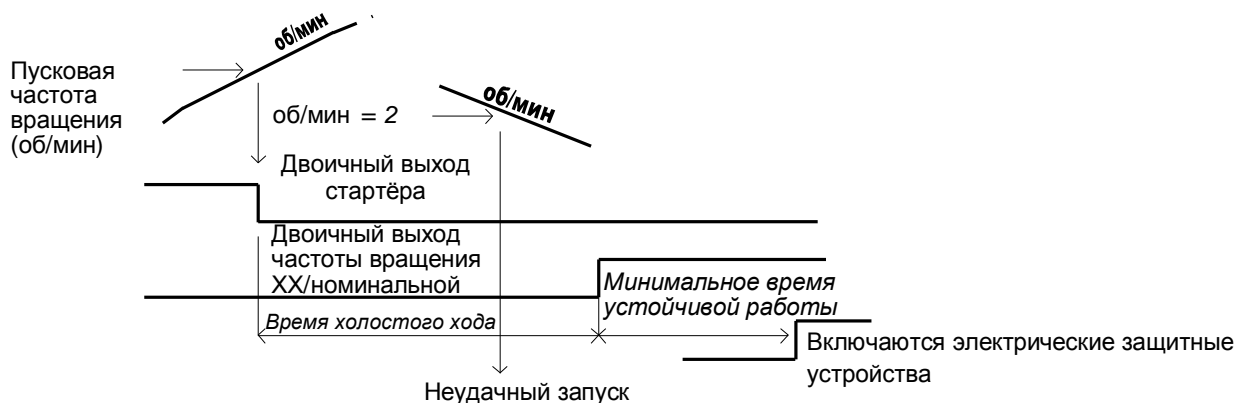 об/мин
Пусковая
частота
вращения
(об/мин)
об/мин = 2
об/мин
Двоичный выход
стартёра
Двоичный выход
частоты вращения
ХХ/номинальной
Минимальное время
устойчивой работы
Время холостого хода
Включаются электрические защитные
устройства
Неудачный запуск